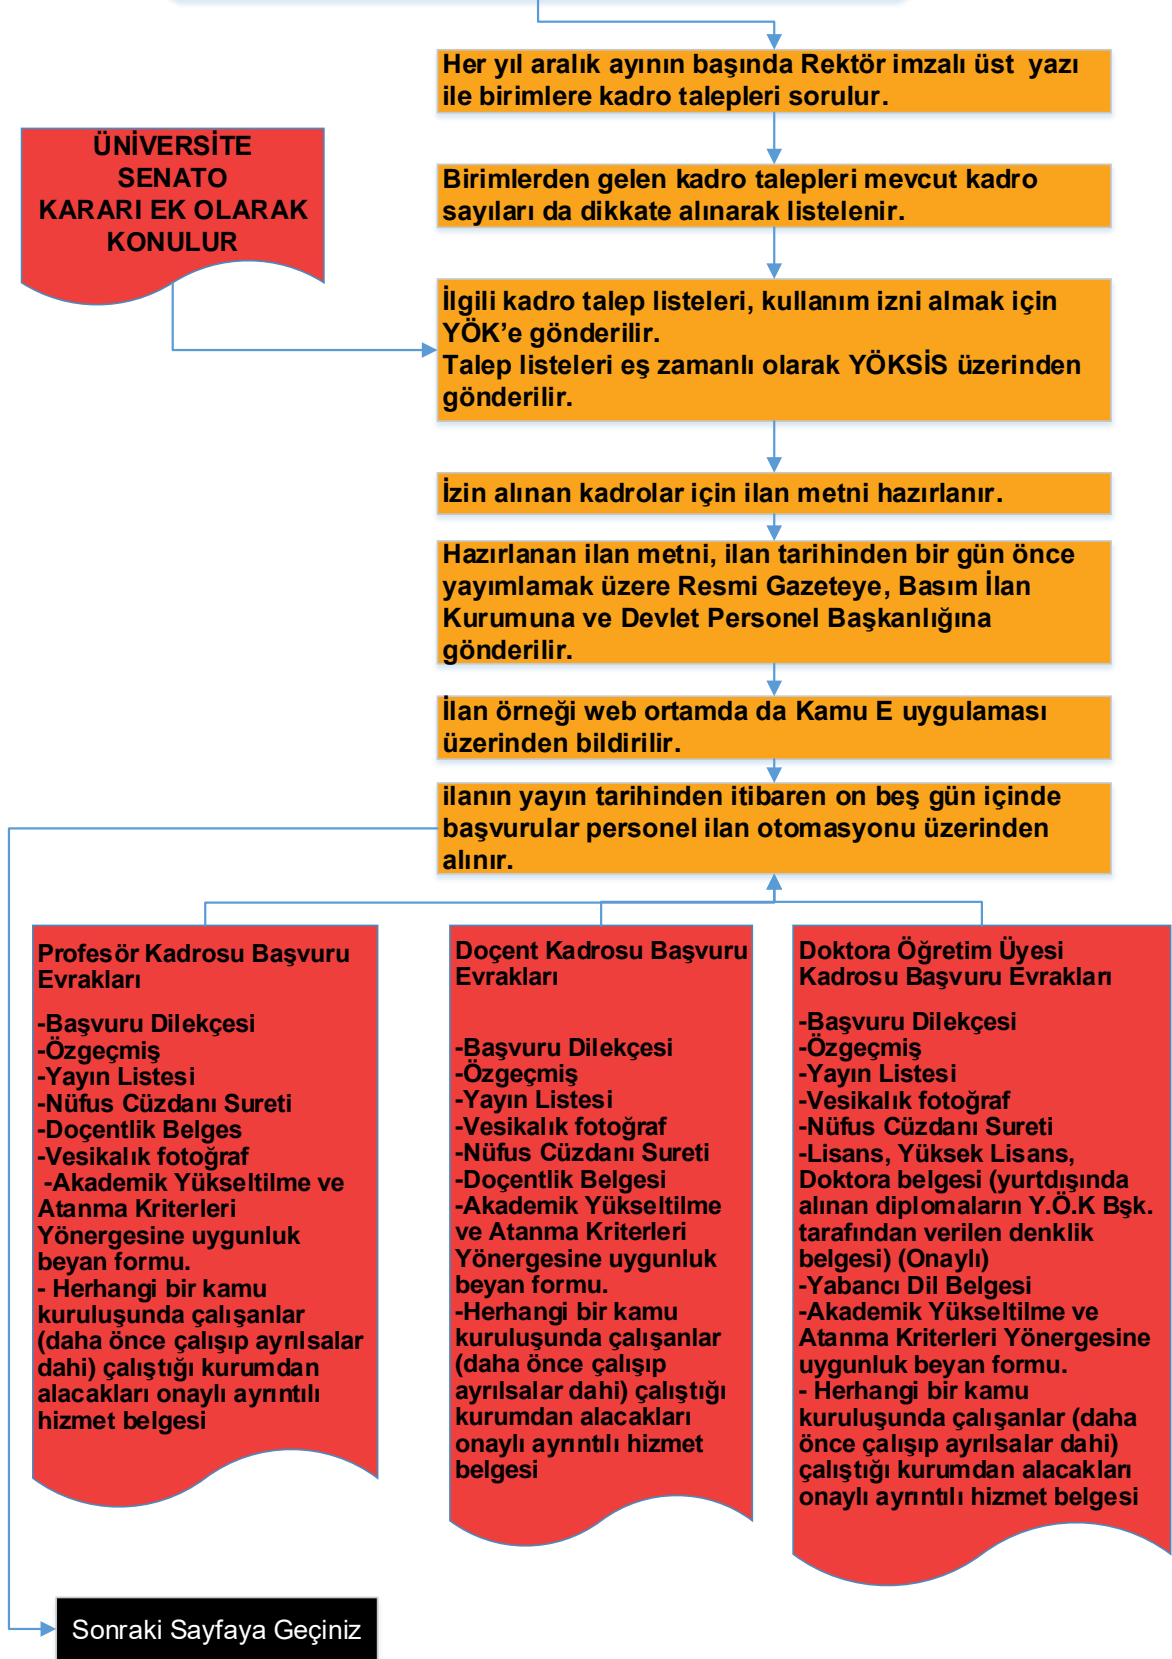 Her yıl aralık ayının başında Rektör imzalı üst  yazı
ile birimlere kadro talepleri sorulur.
ÜNİVERSİTE
SENATO
KARARI EK OLARAK
KONULUR
Birimlerden gelen kadro talepleri mevcut kadro
sayıları da dikkate alınarak listelenir.
İlgili kadro talep listeleri, kullanım izni almak için
YÖK’e gönderilir.
Talep listeleri eş zamanlı olarak YÖKSİS üzerinden
gönderilir.
İzin alınan kadrolar için ilan metni hazırlanır.
Hazırlanan ilan metni, ilan tarihinden bir gün önce
yayımlamak üzere Resmi Gazeteye, Basım İlan
Kurumuna ve Devlet Personel Başkanlığına
gönderilir.
İlan örneği web ortamda da Kamu E uygulaması
üzerinden bildirilir.
ilanın yayın tarihinden itibaren on beş gün içinde
başvurular personel ilan otomasyonu üzerinden
alınır.
Profesör Kadrosu Başvuru
Evrakları
-Başvuru Dilekçesi
-Özgeçmiş
-Yayın Listesi
-Nüfus Cüzdanı Sureti
-Doçentlik Belges
-Vesikalık fotoğraf
-Akademik Yükseltilme ve
Atanma Kriterleri
Yönergesine uygunluk
beyan formu.
- Herhangi bir kamu
kuruluşunda çalışanlar
(daha önce çalışıp ayrılsalar
dahi) çalıştığı kurumdan
alacakları onaylı ayrıntılı
hizmet belgesi
Doçent Kadrosu Başvuru
Evrakları
-Başvuru Dilekçesi
-Özgeçmiş
-Yayın Listesi
-Vesikalık fotoğraf
-Nüfus Cüzdanı Sureti
-Doçentlik Belgesi
-Akademik Yükseltilme
ve Atanma Kriterleri
Yönergesine uygunluk
beyan formu.
-Herhangi bir kamu
kuruluşunda çalışanlar
(daha önce çalışıp
ayrılsalar dahi) çalıştığı
kurumdan alacakları
onaylı ayrıntılı hizmet
belgesi
Doktora Öğretim Üyesi
Kadrosu Başvuru Evrakları
-Başvuru Dilekçesi
-Özgeçmiş
-Yayın Listesi
-Vesikalık fotoğraf
-Nüfus Cüzdanı Sureti
-Lisans, Yüksek Lisans,
Doktora belgesi (yurtdışında
alınan diplomaların Y.Ö.K Bşk.
tarafından verilen denklik
belgesi) (Onaylı)
-Yabancı Dil Belgesi
-Akademik Yükseltilme ve
Atanma Kriterleri Yönergesine
uygunluk beyan formu.
- Herhangi bir kamu
kuruluşunda çalışanlar (daha
önce çalışıp ayrılsalar dahi)
çalıştığı kurumdan alacakları
onaylı ayrıntılı hizmet belgesi
Sonraki Sayfaya Geçiniz